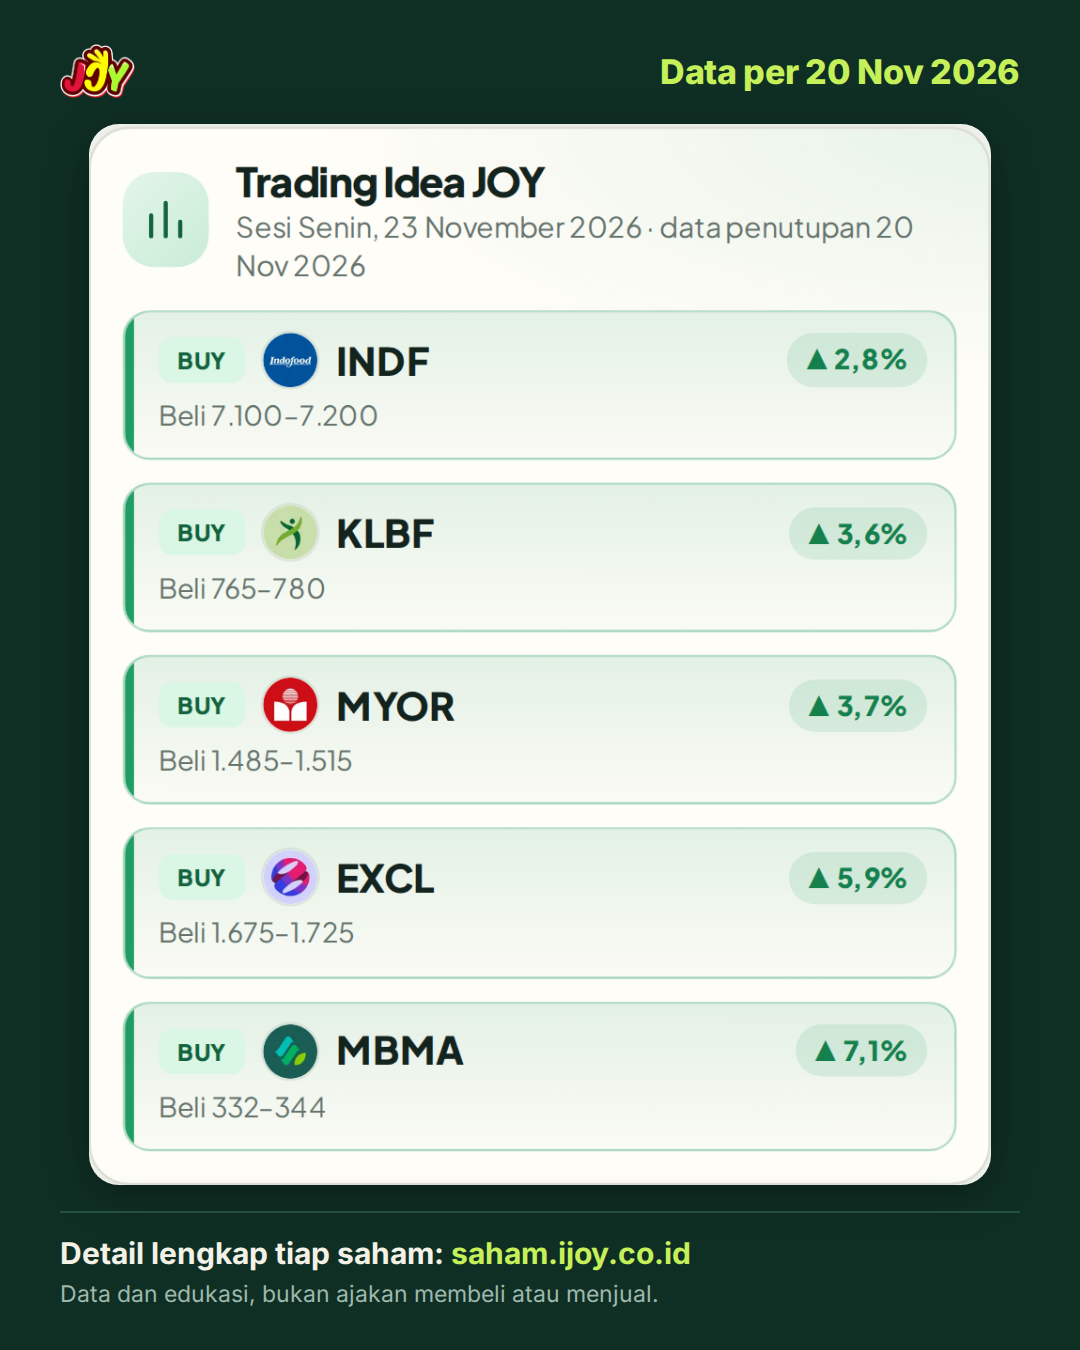 JOY
Data per 20 Nov 2026
Trading Idea JOY
Sesi Senin, 23 November 2026 · data penutupan 20
Nov 2026
BUY Indofood INDF ▲ 2,8%
Beli 7.100–7.200
BUY KLBF ▲ 3,6%
Beli 765–780
BUY MYOR ▲ 3,7%
Beli 1.485–1.515
BUY EXCL ▲ 5,9%
Beli 1.675–1.725
BUY MBMA ▲ 7,1%
Beli 332–344
Detail lengkap tiap saham: saham.ijoy.co.id
Data dan edukasi, bukan ajakan membeli atau menjual.